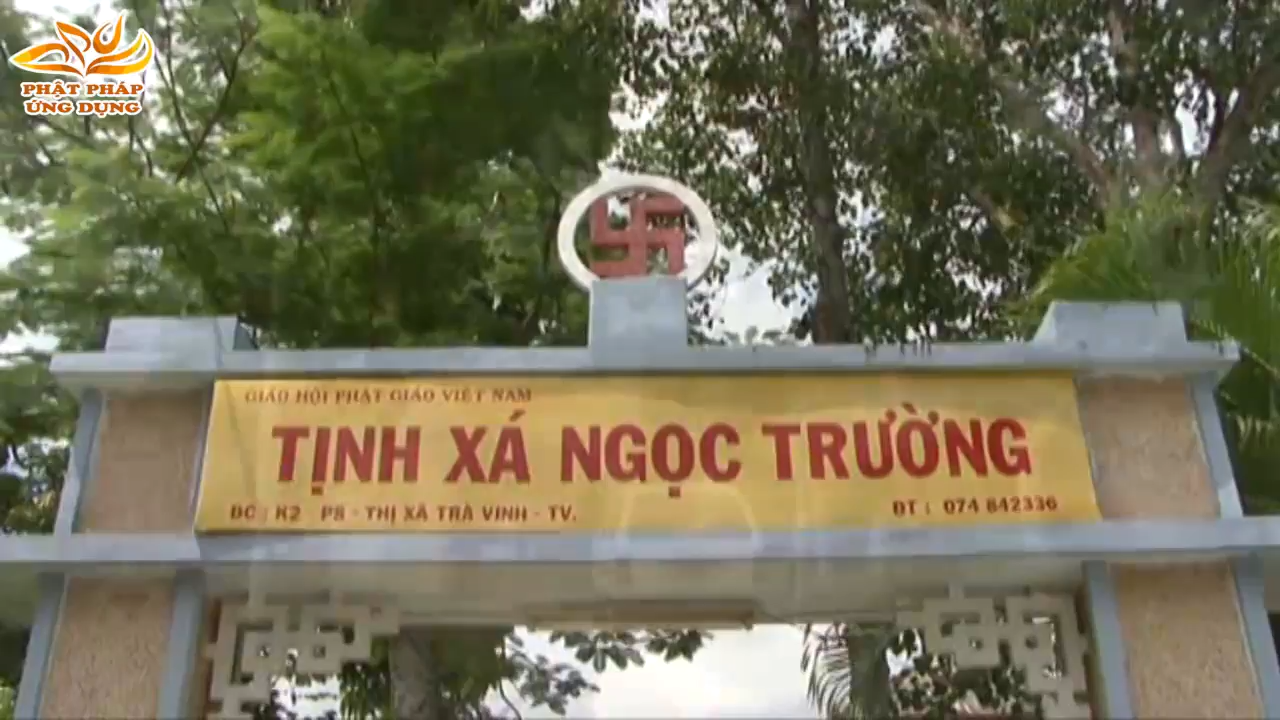 PHẬT PHÁP
ỨNG DỤNG
GIÁO HỘI PHẬT GIÁO VIỆT NAM
TỊNH XÁ NGỌC TRƯỜNG
ĐC : K2 P8 - THỊ XÃ TRÀ VINH - TV.
ĐT : 074 842336